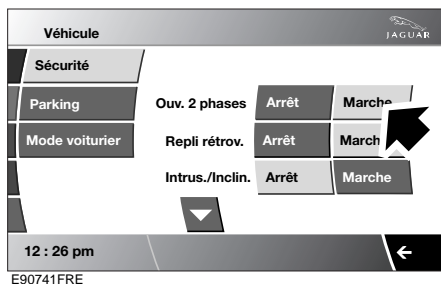 Véhicule
JAGUAR
Sécurité
Parking
Ouv. 2 phases Arrêt Marche
Mode voiturier Repli rétrov. Arrêt March
Intrus./Inclin. Arrêt Marche
12 : 26 pm
E90741FRE